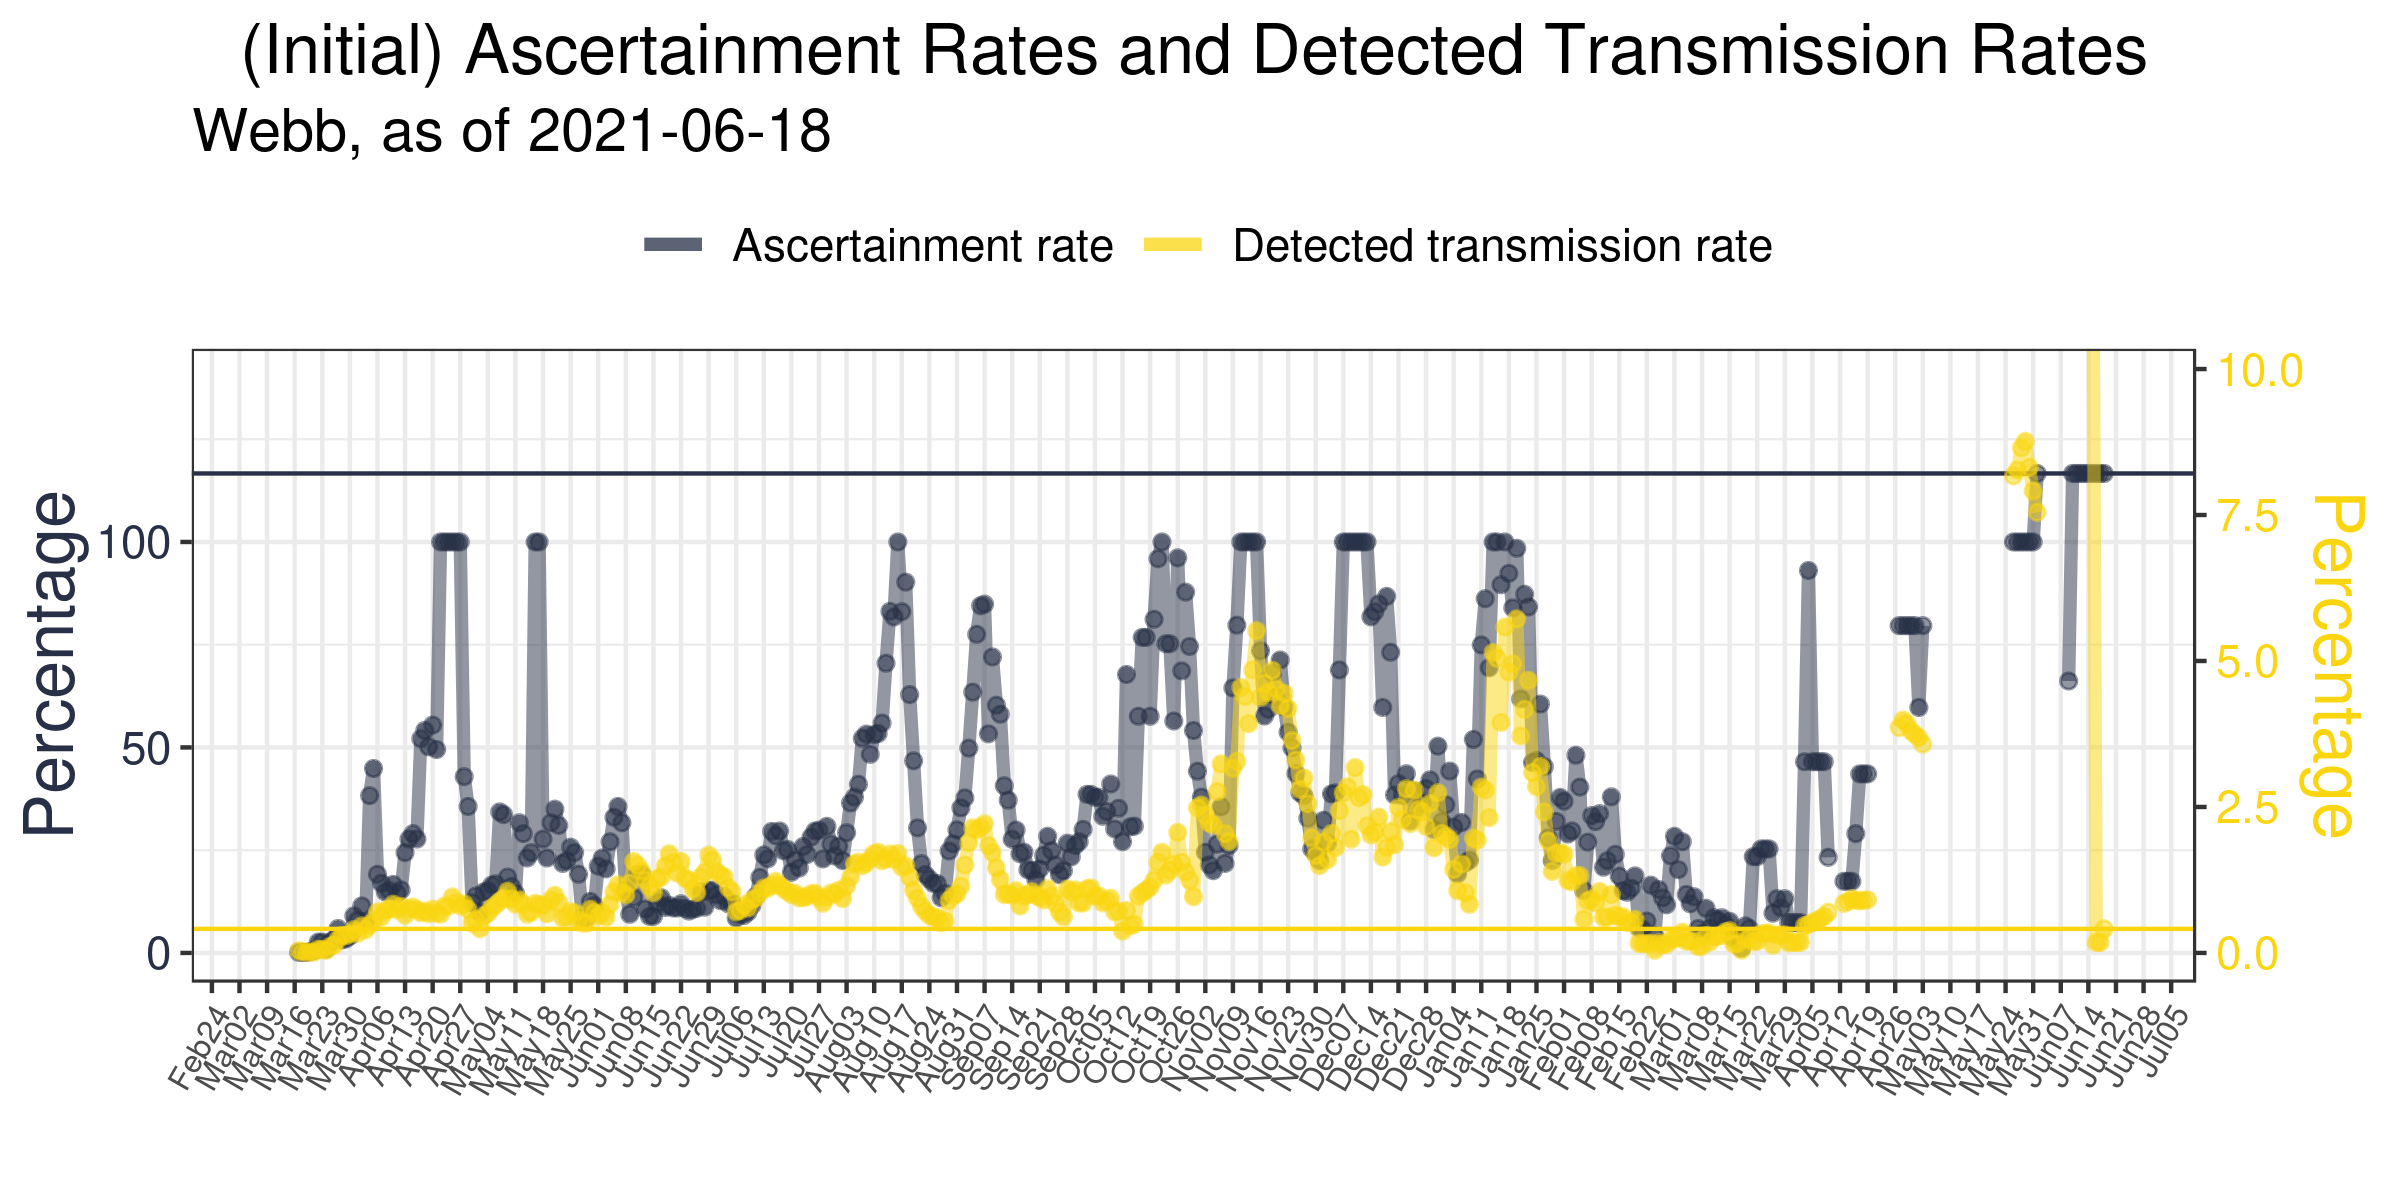 (Initial) Ascertainment Rates and Detected Transmission Rates
Webb, as of 2021-06-18
Ascertainment rate
Detected transmission rate
Percentage
100
50
0
10.0
7.5
5.0
2.5
0.0
Percentage
Feb24
Mar02
Mar09
Mar16
Mar23
Mar30
Apr06
Apr13
Apr20
Apr27
May04
May11
May18
May25
Jun01
Jun08
Jun15
Jun22
Jun29
Jul06
Jul13
Jul20
Jul27
Aug03
Aug10
Aug17
Aug24
Aug31
Sep07
Sep14
Sep21
Sep28
Oct05
Oct12
Oct19
Oct26
Nov02
Nov09
Nov16
Nov23
Nov30
Dec07
Dec14
Dec21
Dec28
Jan04
Jan11
Jan18
Jan25
Feb01
Feb08
Feb15
Feb22
Mar01
Mar08
Mar15
Mar22
Mar29
Apr05
Apr12
Apr19
Apr26
May03
May10
May17
May24
May31
Jun07
Jun14
Jun21
Jun28
Jul05